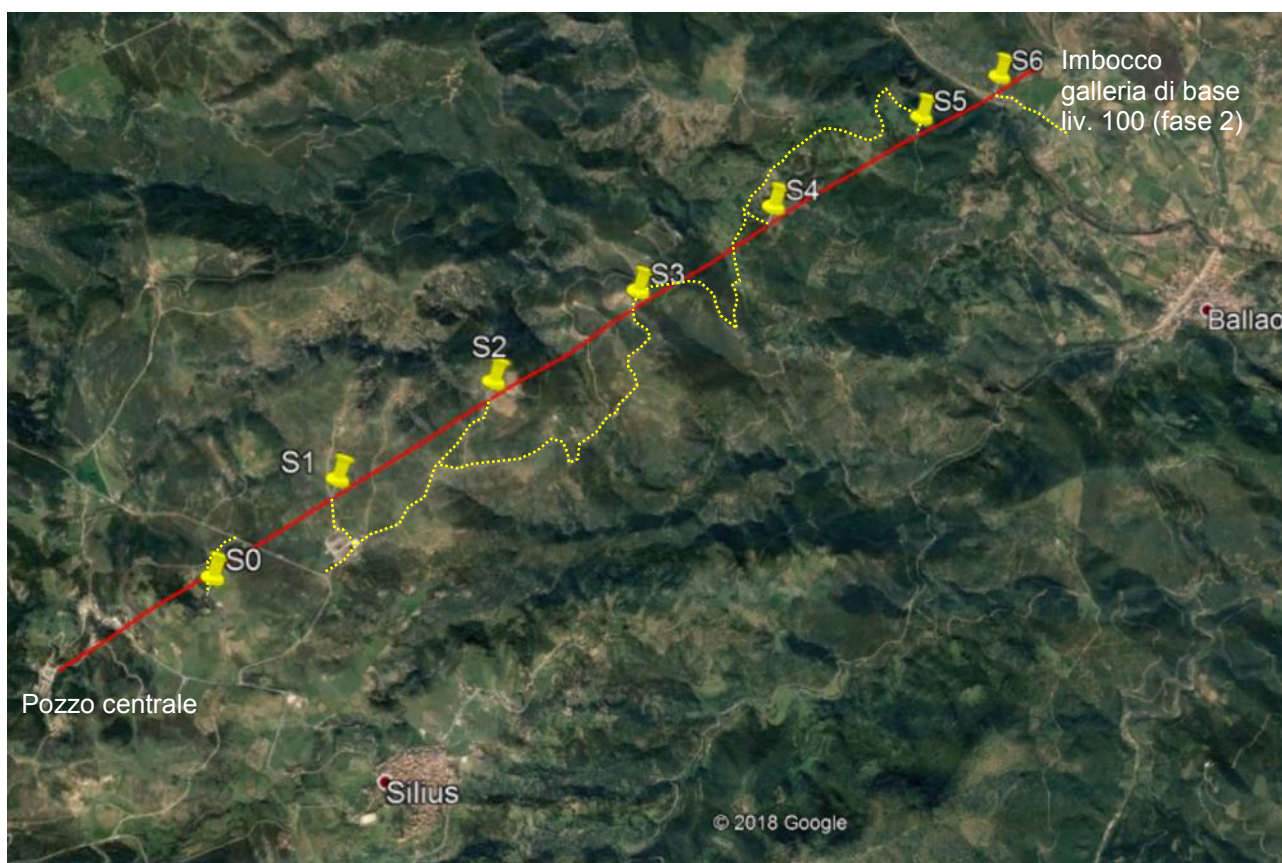 S6
Imbocco
galleria di base
liv. 100 (fase 2)
S5
S4
S3
Ballao
S2
S1
S0
Pozzo centrale
Silius
© 2018 Google